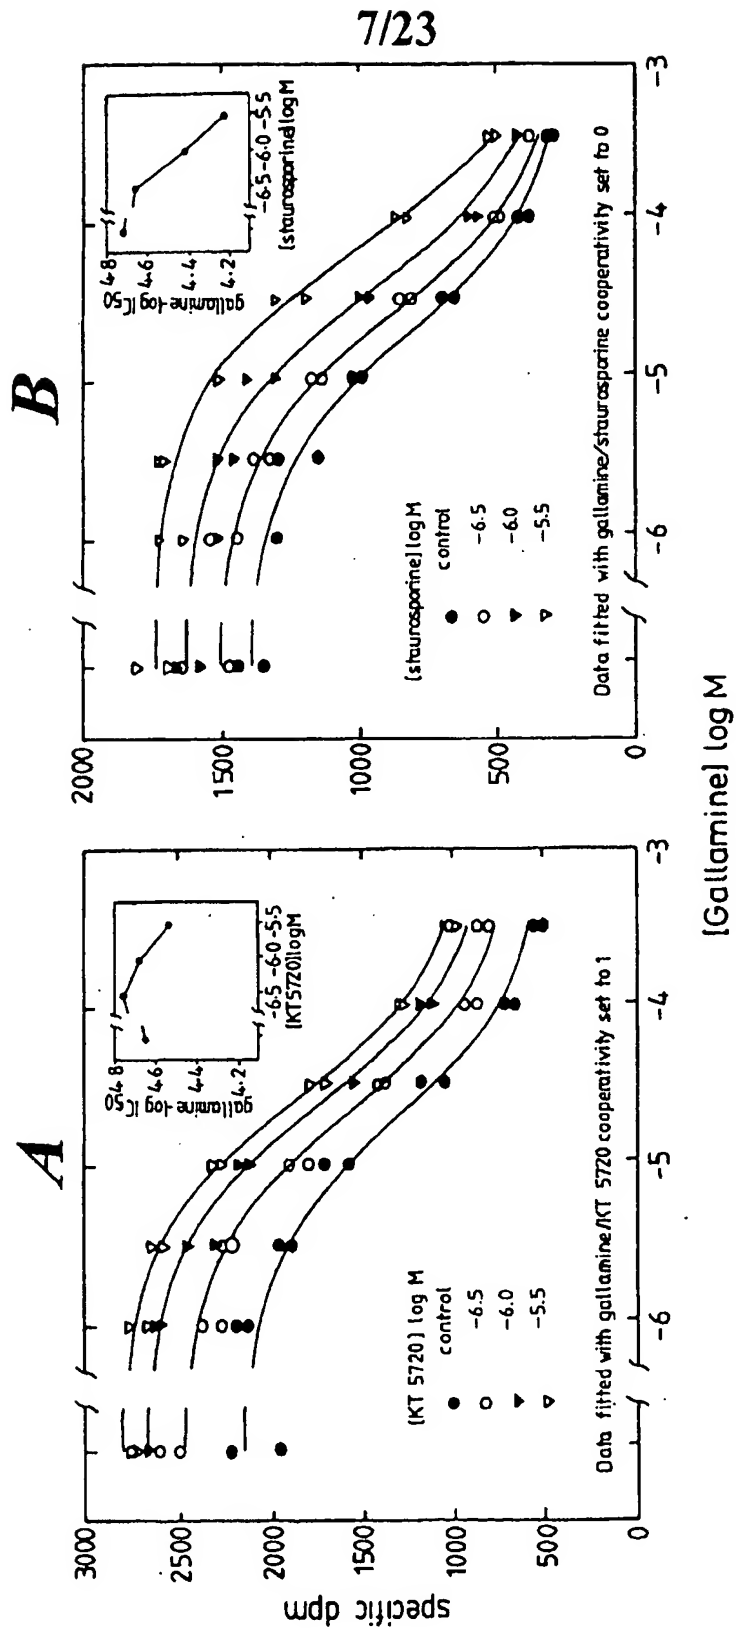 7/23
A
specific dpm
3000
2500
2000
1500
1000
500
0
-6
-5
-4
-3
[KT 5720] log M
control
-6.5
-6.0
-5.5
Data fitted with gallamine/KT 5720 cooperativity set to 1
gallamine -log IC50
4.8
4.6
4.4
4.2
-6.5 -6.0 -5.5
[KT5720]logM
B
2000
1500
1000
500
0
-6
-5
-4
-3
[staurosporine] log M
control
-6.5
-6.0
-5.5
Data fitted with gallamine/staurosporine cooperativity set to 0
gallamine -log IC50
4.8
4.6
4.4
4.2
-6.5 -6.0 -5.5
[staurosporine]log M
[Gallamine] log M